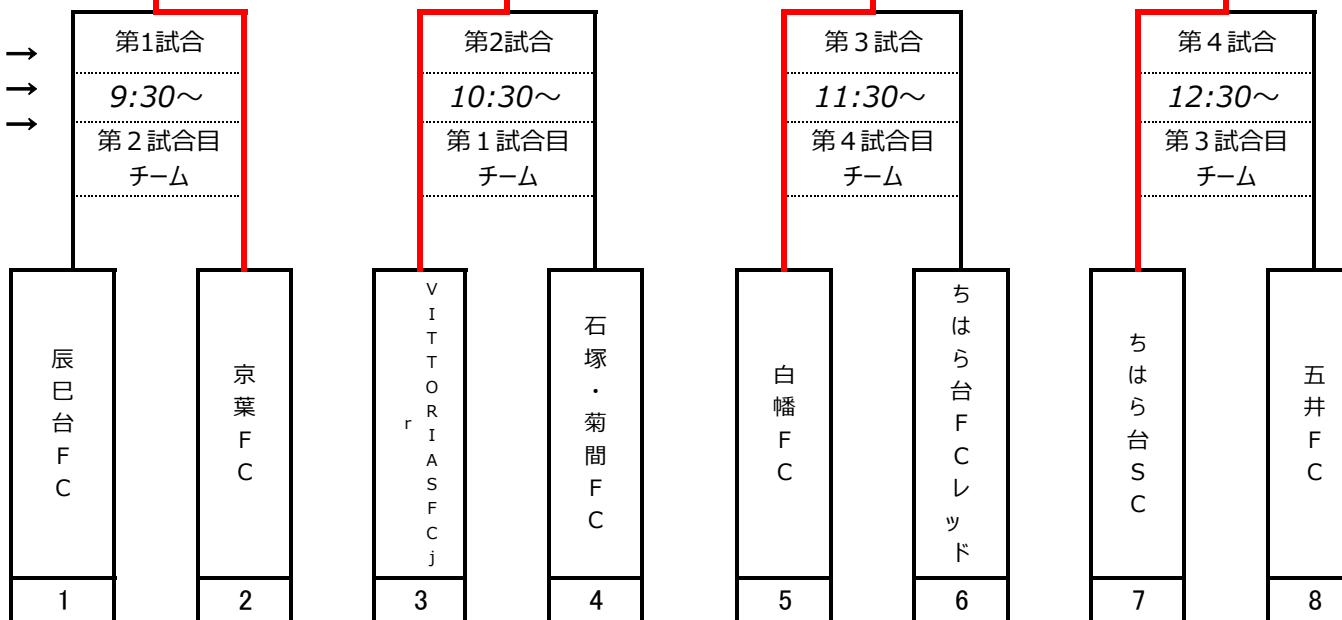 →
→
→
第1試合
9:30～
第２試合目
チーム
第2試合
10:30～
第１試合目
チーム
第３試合
11:30～
第４試合目
チーム
第４試合
12:30～
第３試合目
チーム
辰巳台ＦＣ
京葉ＦＣ
ＶＩＴＴＯＲＩＡＳＦＣｊ
ｒ
石塚・菊間ＦＣ
白幡ＦＣ
ちはら台ＦＣレッド
ちはら台ＳＣ
五井ＦＣ
1
2
3
4
5
6
7
8